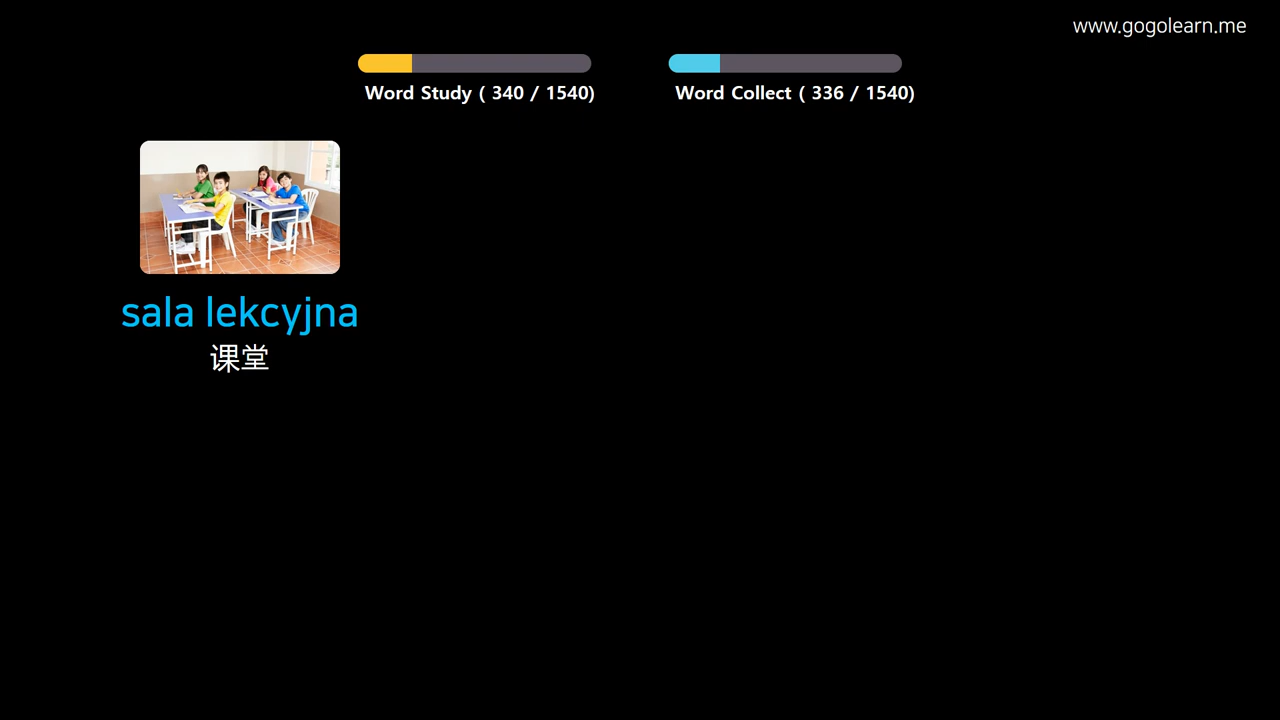 www.gogolearn.me
Word Study ( 340 / 1540)
Word Collect ( 336 / 1540)
sala lekcyjna
课堂